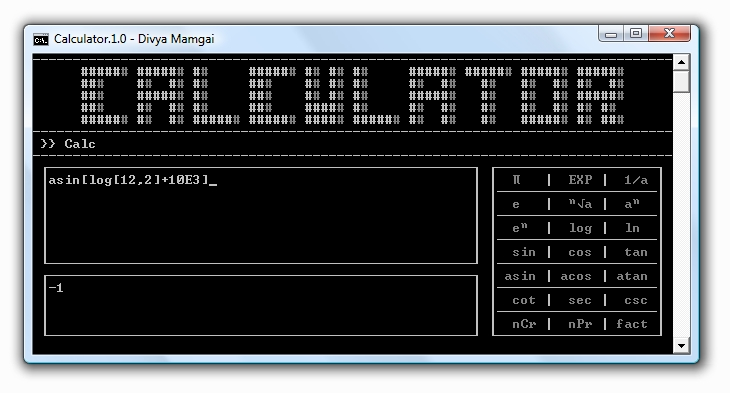 C:\.
Calculator.1.0 - Divya Mamgai
CALCULATOR
}} Calc
asin[log[12,2]+10E3]_
-1
π | EXP | 1/a
e | ⁿ√a | aⁿ
eⁿ | log | ln
sin | cos | tan
asin | acos | atan
cot | sec | csc
nCr | nPr | fact